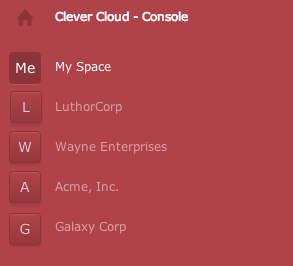 Clever Cloud - Console
Me My Space
L LuthorCorp
W Wayne Enterprises
A Acme, Inc.
G Galaxy Corp